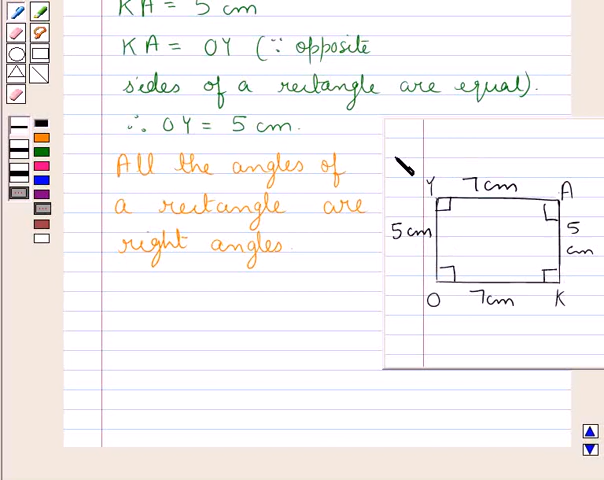 KA = 5 cm
KA = OY (∵ opposite
sides of a rectangle are equal).
∴ OY = 5 cm.
All the angles of
a rectangle are
right angles.
Y 7cm A
5cm 5
cm
O 7cm K